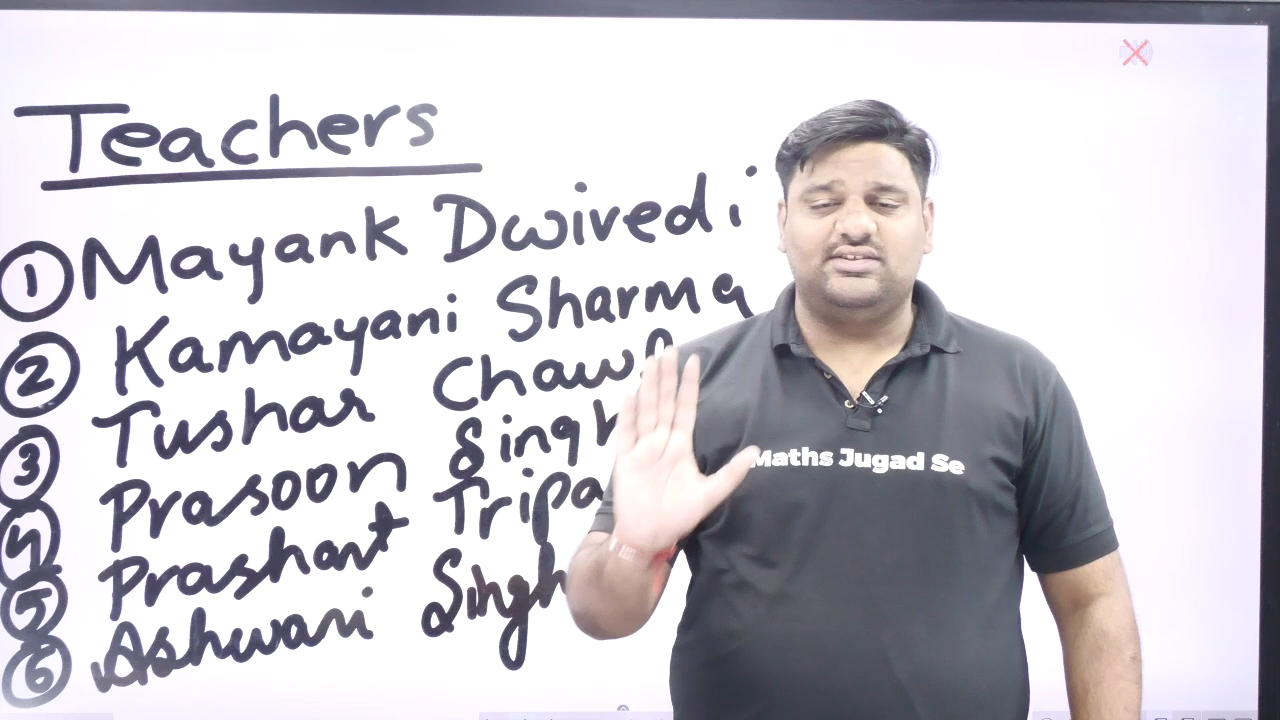 Teachers
1 Mayank Dwivedi
2 Kamayani Sharma
3 Tushar
4 Prasoon Singh
5 Prashant
6 Ashwani Singh
Maths Jugad Se